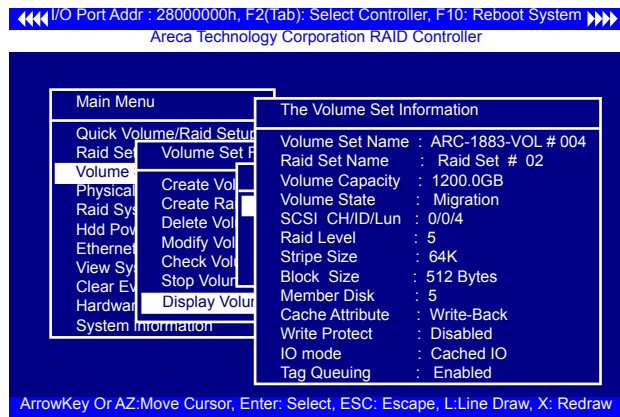 I/O Port Addr : 28000000h, F2(Tab): Select Controller, F10: Reboot System
Areca Technology Corporation RAID Controller
Main Menu
Quick Volume/Raid Setup
Raid Set
Volume
Physical
Raid Sys
Hdd Pow
Ethernet
View Sy
Clear Ev
Hardwar
System Information
Volume Set F
Create Vol
Create Ra
Delete Vol
Modify Vol
Check Volu
Stop Volum
Display Volum
The Volume Set Information
Volume Set Name : ARC-1883-VOL # 004
Raid Set Name : Raid Set # 02
Volume Capacity : 1200.0GB
Volume State : Migration
SCSI CH/ID/Lun : 0/0/4
Raid Level : 5
Stripe Size : 64K
Block Size : 512 Bytes
Member Disk : 5
Cache Attribute : Write-Back
Write Protect : Disabled
IO mode : Cached IO
Tag Queuing : Enabled
ArrowKey Or AZ:Move Cursor, Enter: Select, ESC: Escape, L:Line Draw, X: Redraw